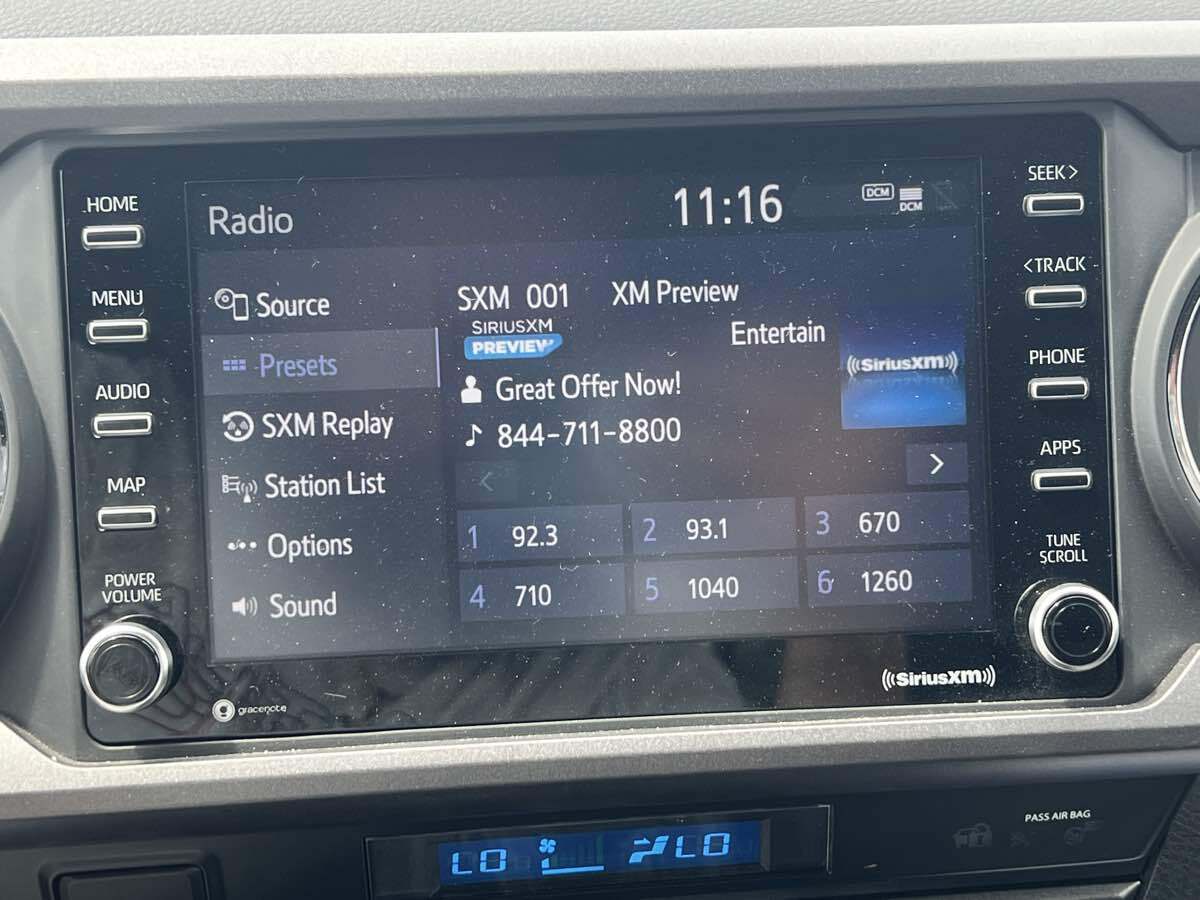 HOME
MENU
AUDIO
MAP
POWER
VOLUME
Radio
11:16
DCM
DCM
Source
Presets
SXM Replay
Station List
Options
Sound
SXM 001 XM Preview
SIRIUSXM
PREVIEW
Entertain
((SiriusXM))
Great Offer Now!
844-711-8800
<
>
1 92.3
2 93.1
3 670
4 710
5 1040
6 1260
SEEK>
<TRACK
PHONE
APPS
TUNE
SCROLL
gracenote
((SiriusXM))
LO
LO
PASS AIR BAG